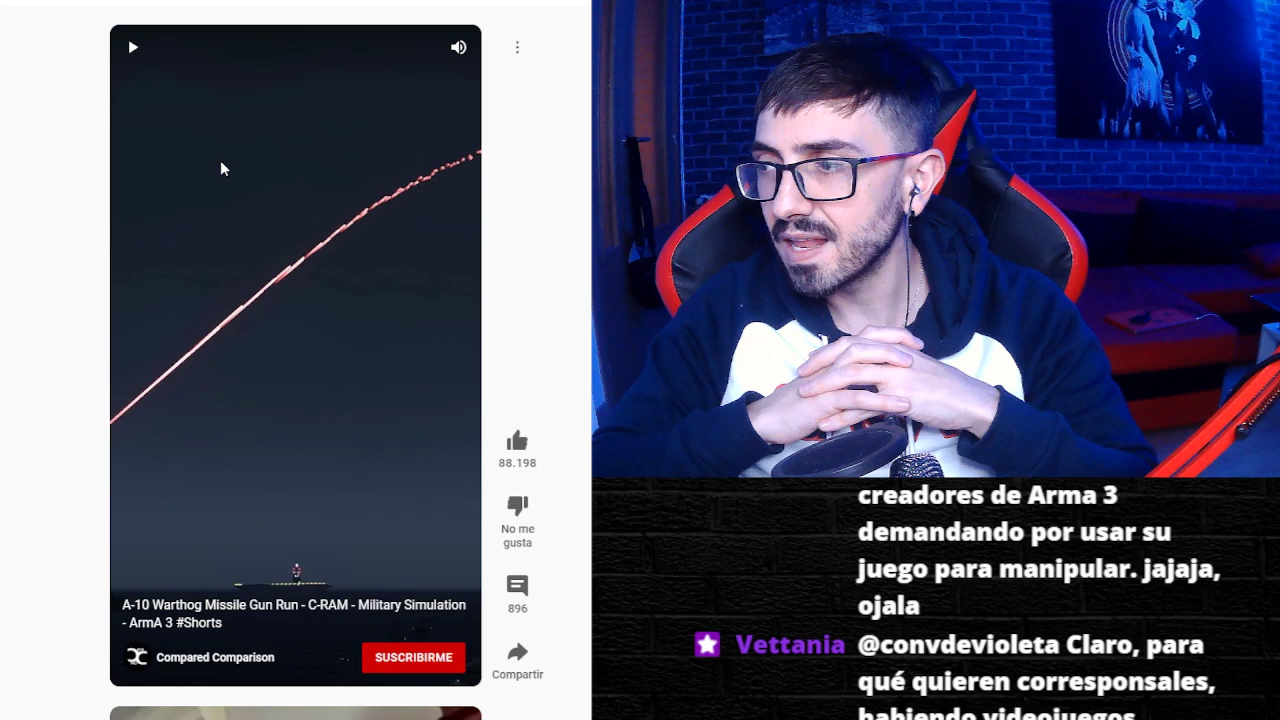 88.198
No me
gusta
896
A-10 Warthog Missile Gun Run - C-RAM - Military Simulation
- ArmA 3 #Shorts
Compared Comparison
SUSCRIBIRME
Compartir
creadores de Arma 3
demandando por usar su
juego para manipular. jajaja,
ojala
Vettania @convdevioleta Claro, para
qué quieren corresponsales,
habiendo videojuegos